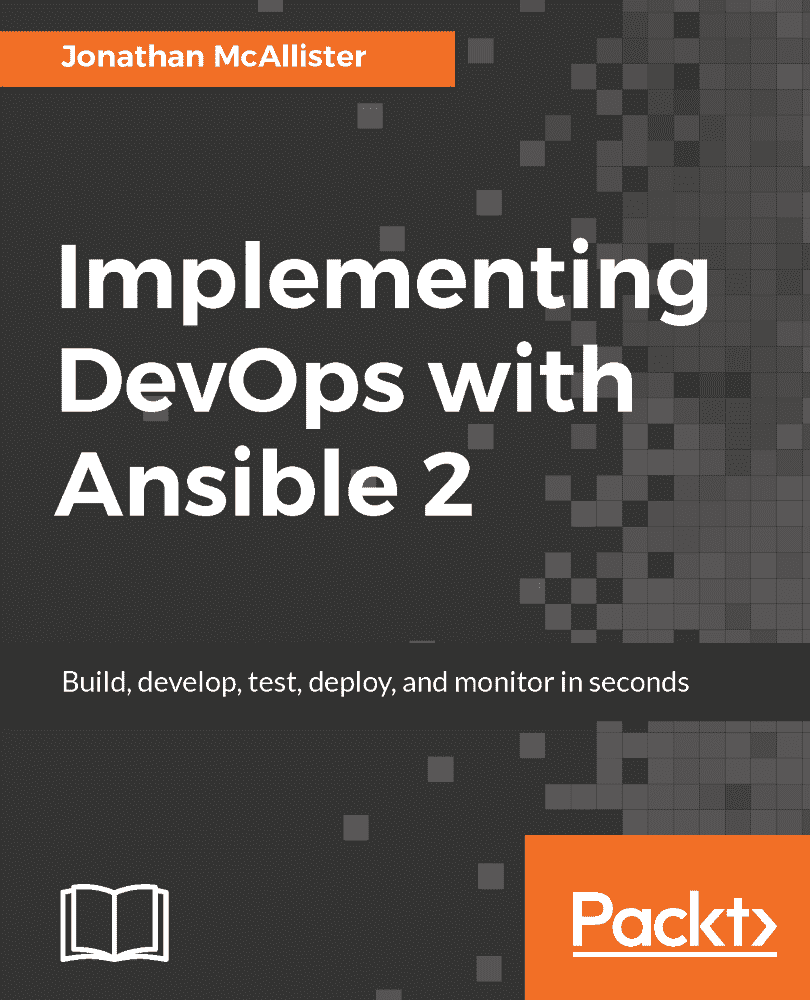 Jonathan McAllister
Implementing
DevOps with
Ansible 2
Build, develop, test, deploy, and monitor in seconds
Packt